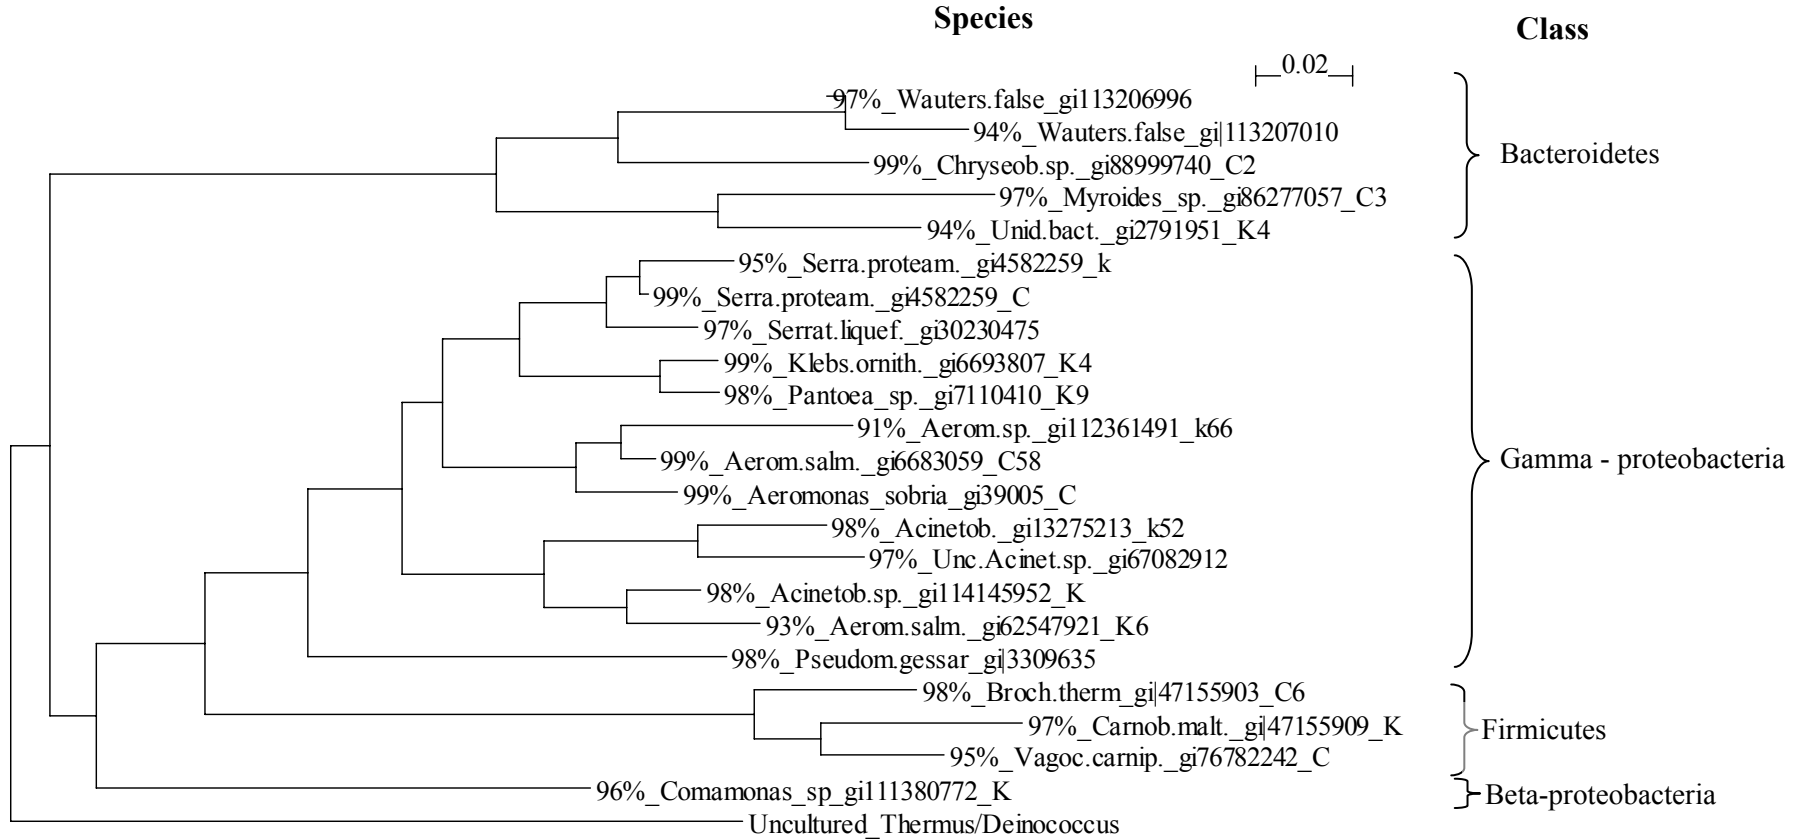 Species
Class
0.02
97%_Wauters.false_gi113206996
94%_Wauters.false_gi|113207010
99%_Chryseob.sp._gi88999740_C2
Bacteroidetes
97%_Myroides_sp._gi86277057_C3
94%_Unid.bact._gi2791951_K4
95%_Serra.proteam._gi4582259_k
99%_Serra.proteam._gi4582259_C
97%_Serrat.liquef._gi30230475
99%_Klebs.ornith._gi6693807_K4
98%_Pantoea_sp._gi7110410_K9
91%_Aerom.sp._gi112361491_k66
99%_Aerom.salm._gi6683059_C58
Gamma - proteobacteria
99%_Aeromonas_sobria_gi39005_C
98%_Acinetob._gi13275213_k52
97%_Unc.Acinet.sp._gi67082912
98%_Acinetob.sp._gi114145952_K
93%_Aerom.salm._gi62547921_K6
98%_Pseudom.gessar_gi|3309635
98%_Broch.therm_gi|47155903_C6
97%_Carnob.malt._gi|47155909_K
Firmicutes
95%_Vagoc.carnip._gi76782242_C
96%_Comamonas_sp_gi111380772_K
Beta-proteobacteria
Uncultured_Thermus/Deinococcus